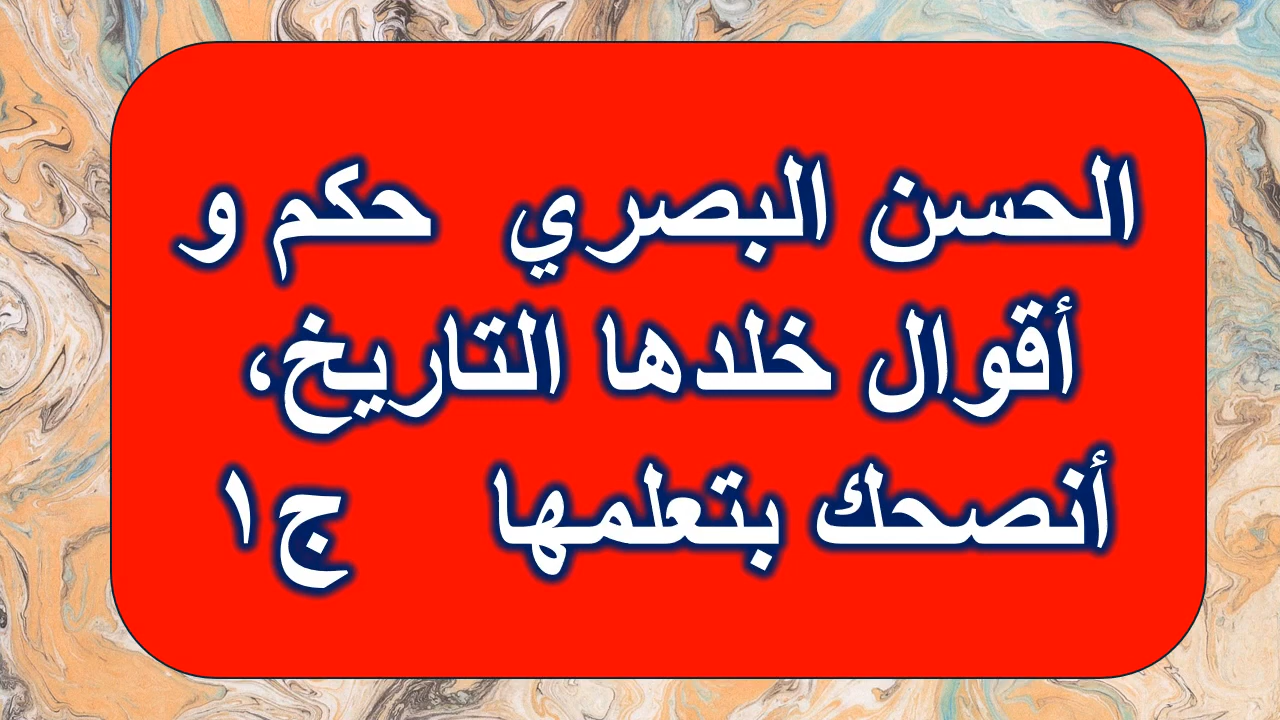 الحسن البصري حكم و
أقوال خلدها التاريخ،
أنصحك بتعلمها ج١